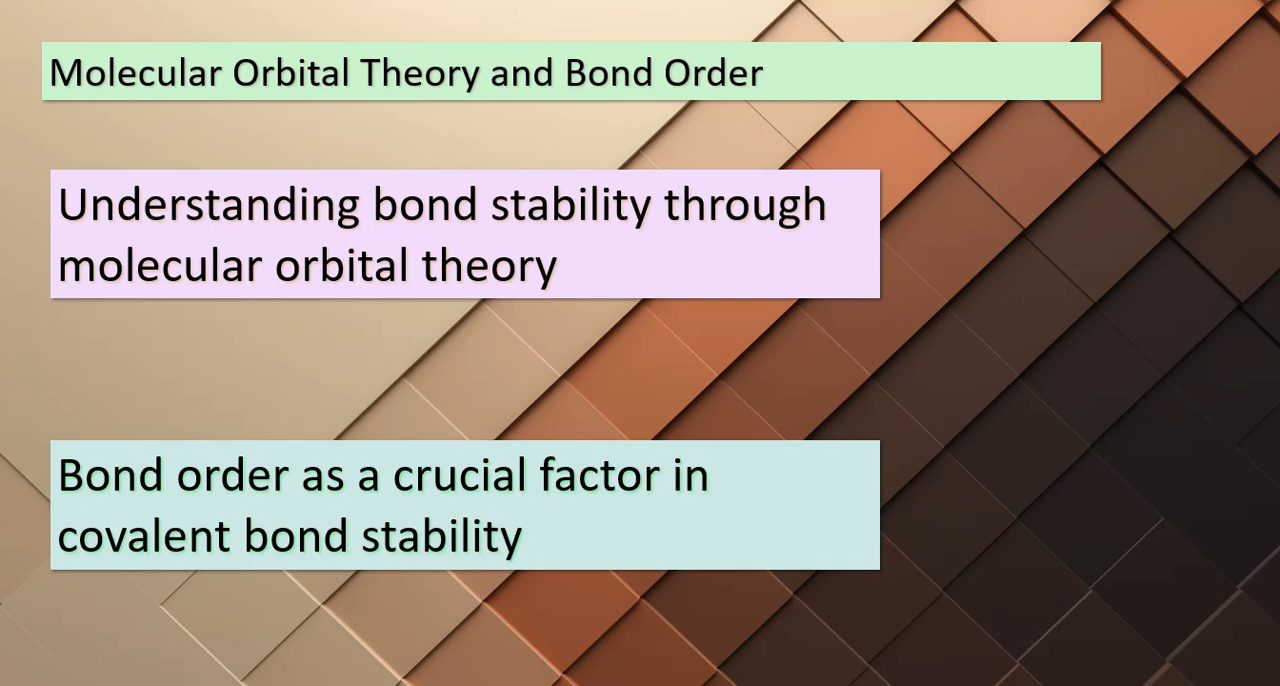 Molecular Orbital Theory and Bond Order
Understanding bond stability through
molecular orbital theory
Bond order as a crucial factor in
covalent bond stability